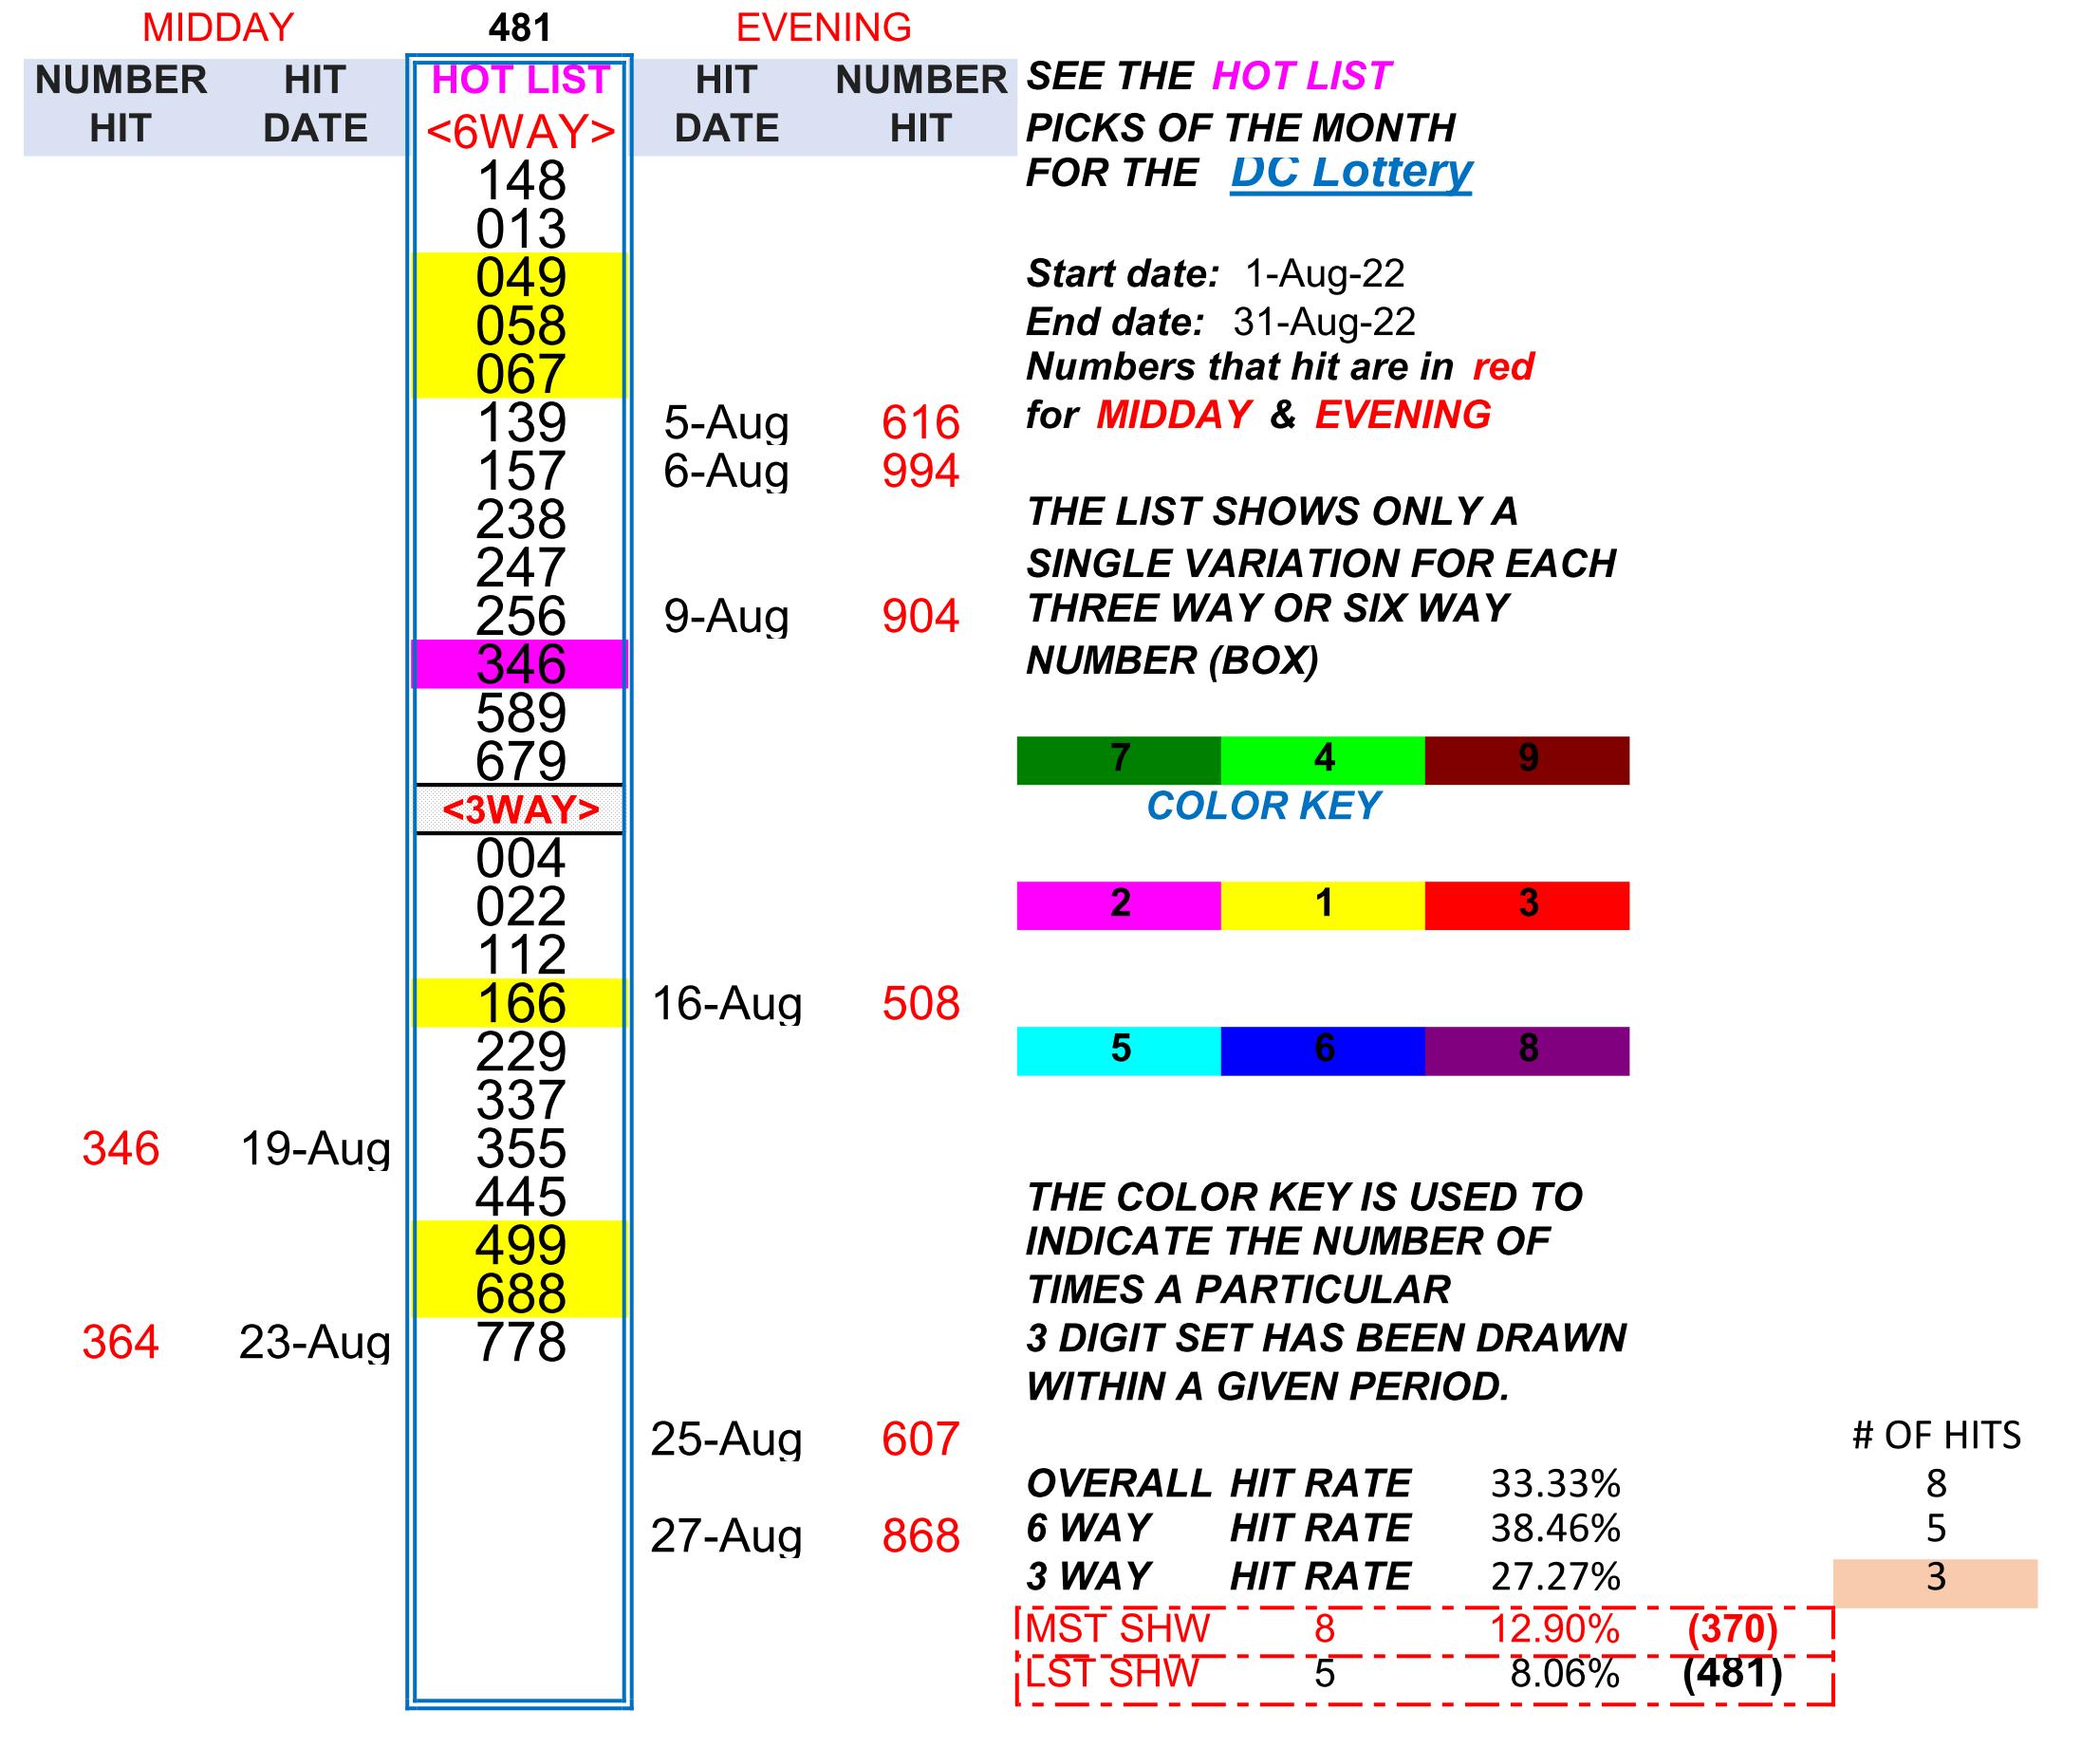 MIDDAY 481 EVENING
NUMBER HIT HOT LIST HIT NUMBER SEE THE HOT LIST
HIT DATE <6WAY> DATE HIT PICKS OF THE MONTH
148 FOR THE DC Lottery
013
049 Start date: 1-Aug-22
058 End date: 31-Aug-22
067 Numbers that hit are in red
139 5-Aug 616 for MIDDAY & EVENING
157 6-Aug 994
238 THE LIST SHOWS ONLY A
247 SINGLE VARIATION FOR EACH
256 9-Aug 904 THREE WAY OR SIX WAY
346 NUMBER (BOX)
589
679 7 4 9
<3WAY> COLOR KEY
004
022 2 1 3
112
166 16-Aug 508
229 5 6 8
337
346 19-Aug 355
445 THE COLOR KEY IS USED TO
499 INDICATE THE NUMBER OF
688 TIMES A PARTICULAR
364 23-Aug 778 3 DIGIT SET HAS BEEN DRAWN
WITHIN A GIVEN PERIOD.
25-Aug 607 # OF HITS
OVERALL HIT RATE 33.33% 8
27-Aug 868 6 WAY HIT RATE 38.46% 5
3 WAY HIT RATE 27.27% 3
MST SHW 8 12.90% (370)
LST SHW 5 8.06% (481)